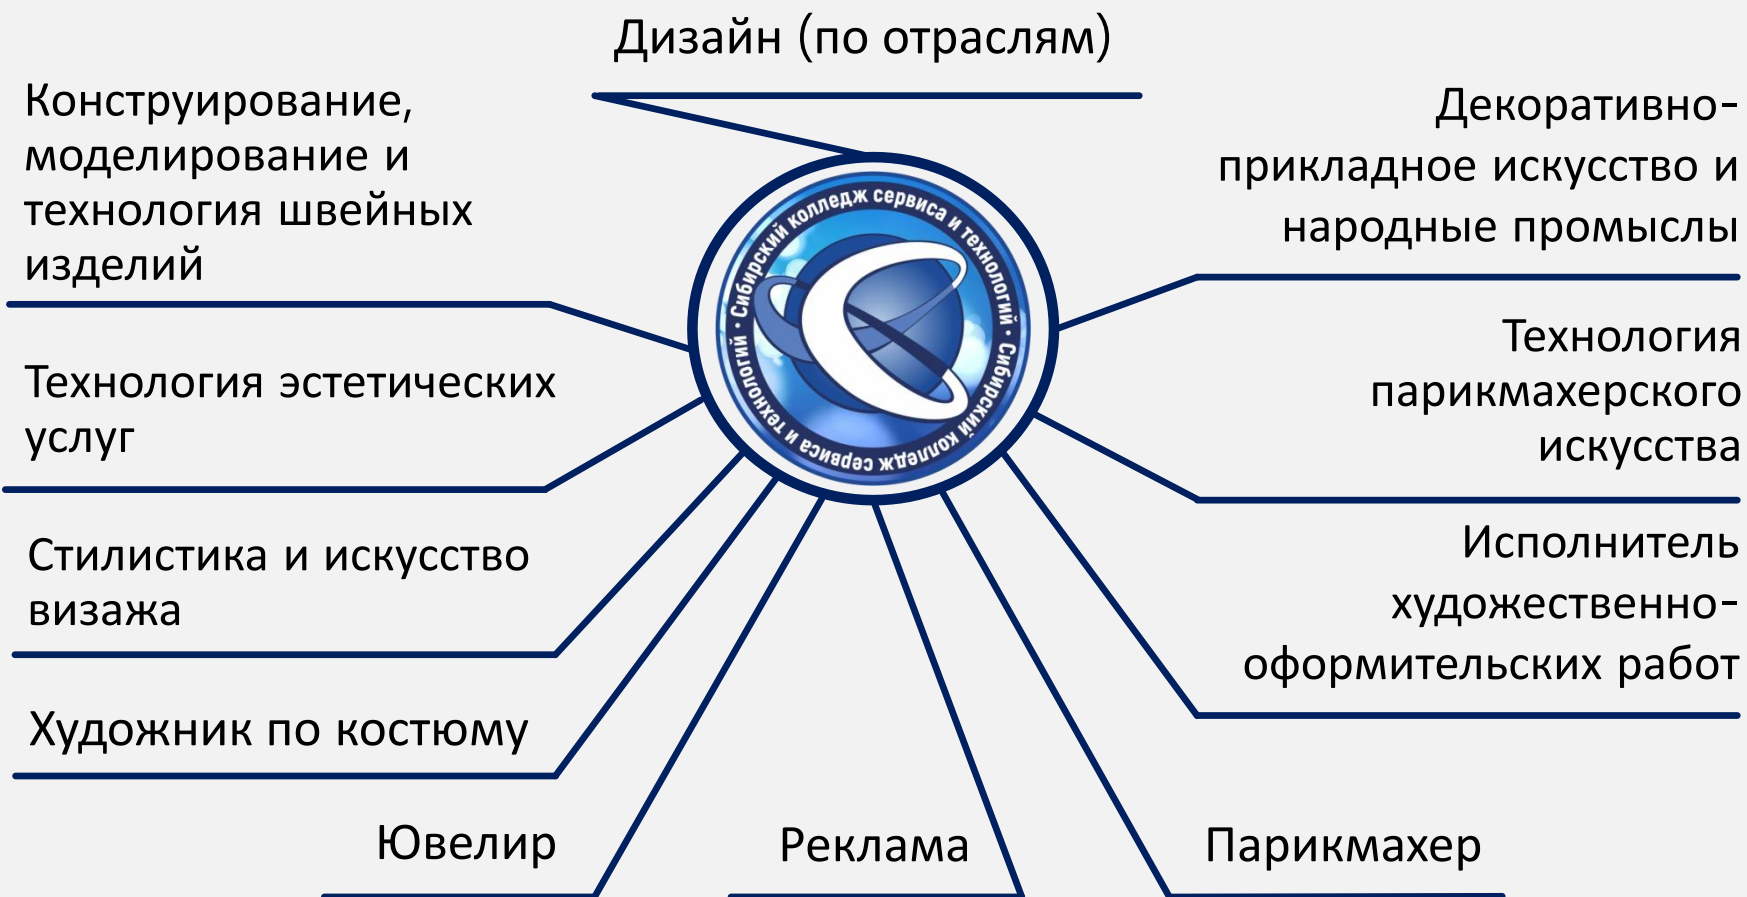 Дизайн (по отраслям)
Конструирование,
моделирование и
технология швейных
изделий
Технология эстетических
услуг
Стилистика и искусство
визажа
Художник по костюму
Ювелир
Реклама
Парикмахер
Декоративно-
прикладное искусство и
народные промыслы
Технология
парикмахерского
искусства
Исполнитель
художественно-
оформительских работ
Сибирский колледж сервиса и технологий • Сибирский колледж сервиса и технологий •